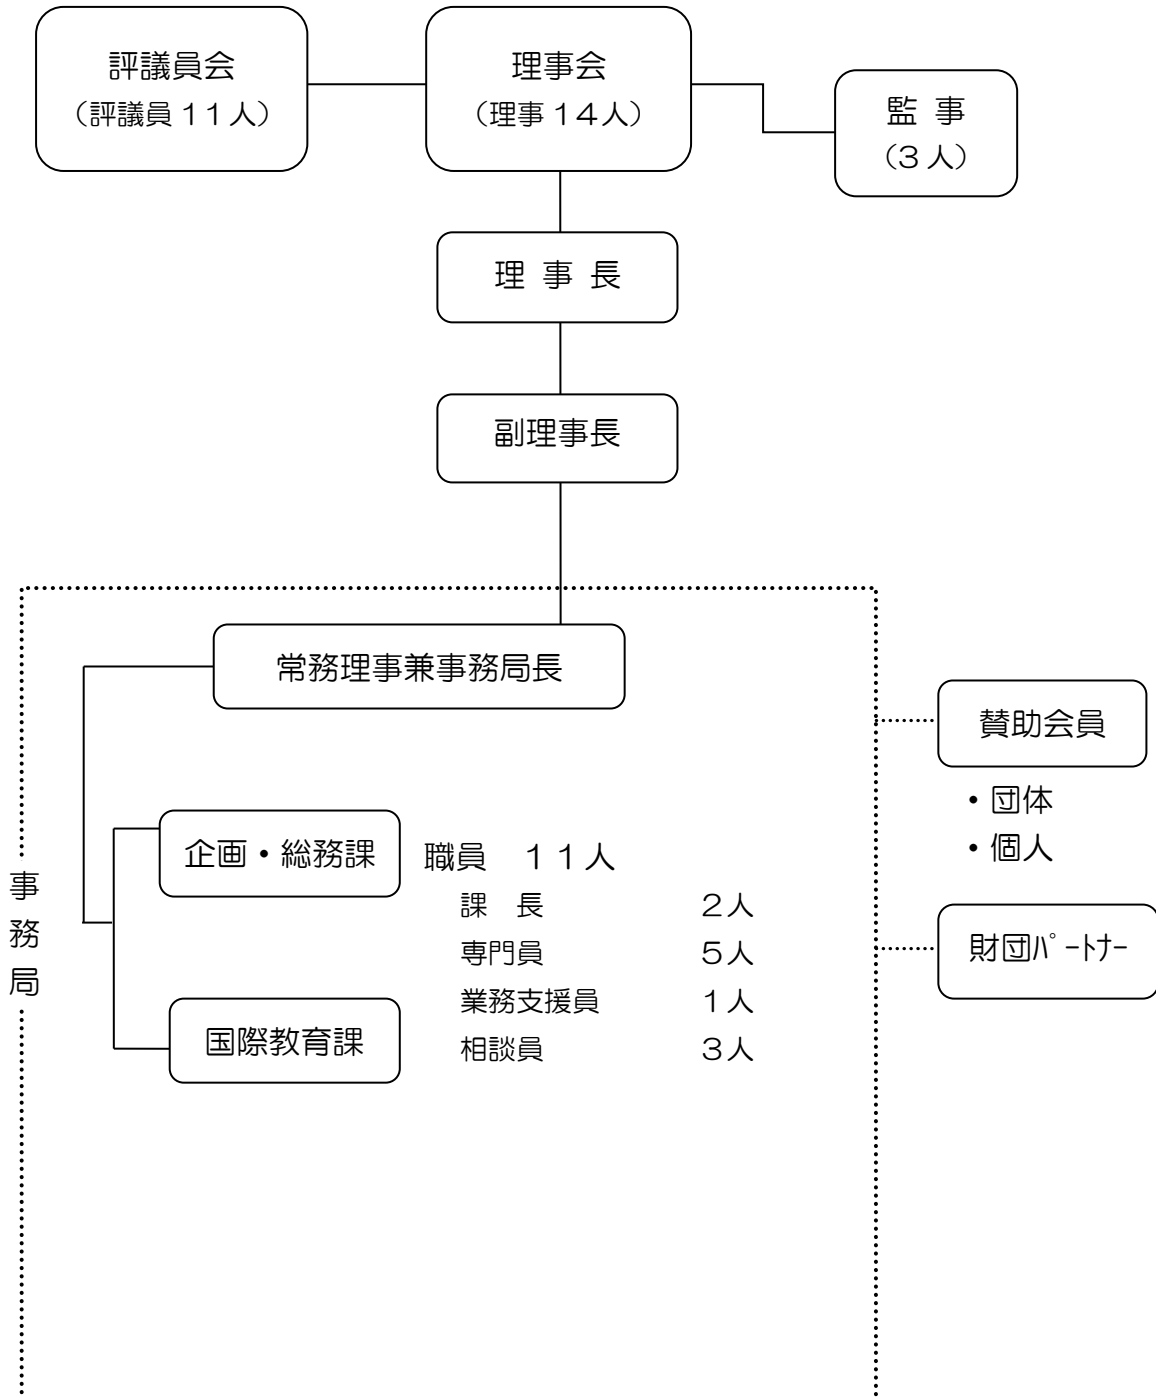 評議員会
（評議員１１人）
理事会
（理事１４人）
監 事
（３人）
理 事 長
副理事長
常務理事兼事務局長
事務局
企画・総務課
国際教育課
職員　１１人
課　長　２人
専門員　５人
業務支援員　１人
相談員　３人
賛助会員
・団体
・個人
財団ﾊﾟｰﾄﾅｰ